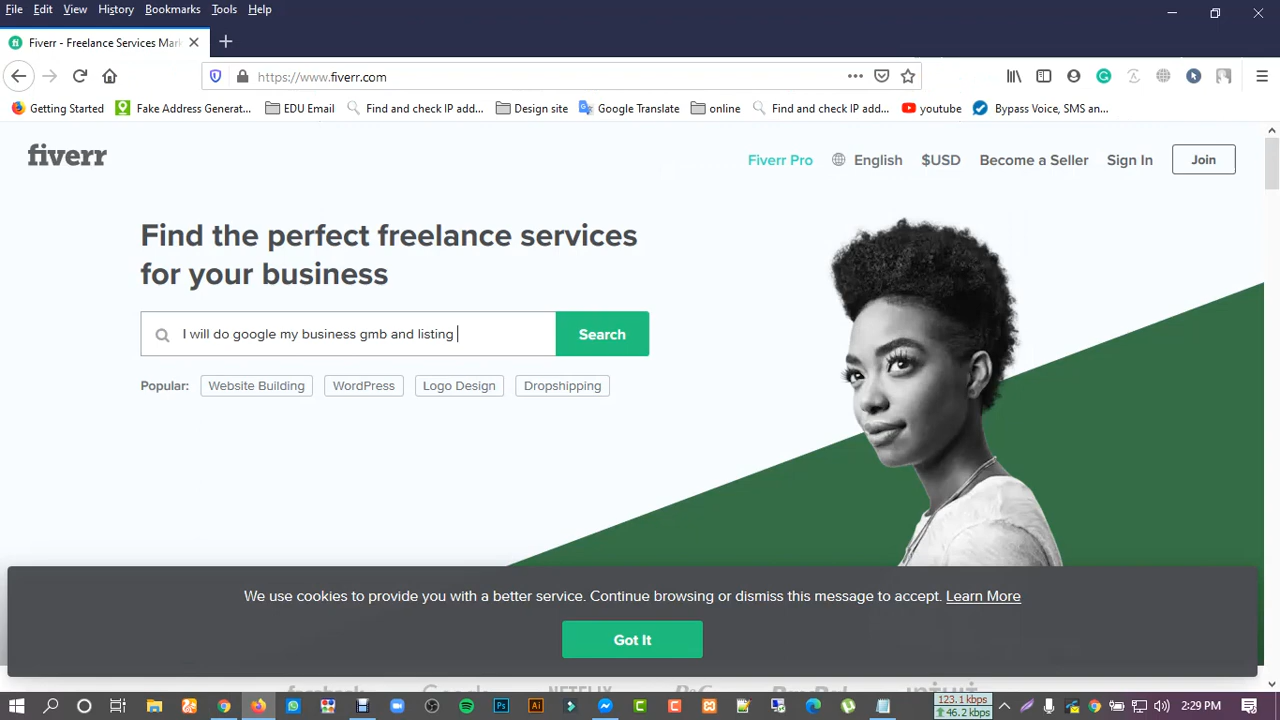 File Edit View History Bookmarks Tools Help
Fiverr - Freelance Services Mar
https://www.fiverr.com
Getting Started Fake Address Generat... EDU Email Find and check IP add... Design site Google Translate online Find and check IP add... youtube Bypass Voice, SMS an...
fiverr Fiverr Pro English $USD Become a Seller Sign In Join
Find the perfect freelance services
for your business
I will do google my business gmb and listing Search
Popular: Website Building WordPress Logo Design Dropshipping
We use cookies to provide you with a better service. Continue browsing or dismiss this message to accept. Learn More
Got It
facebook Google NETFLIX P&G PayPal intuit
123.1 kbps
46.2 kbps
2:29 PM